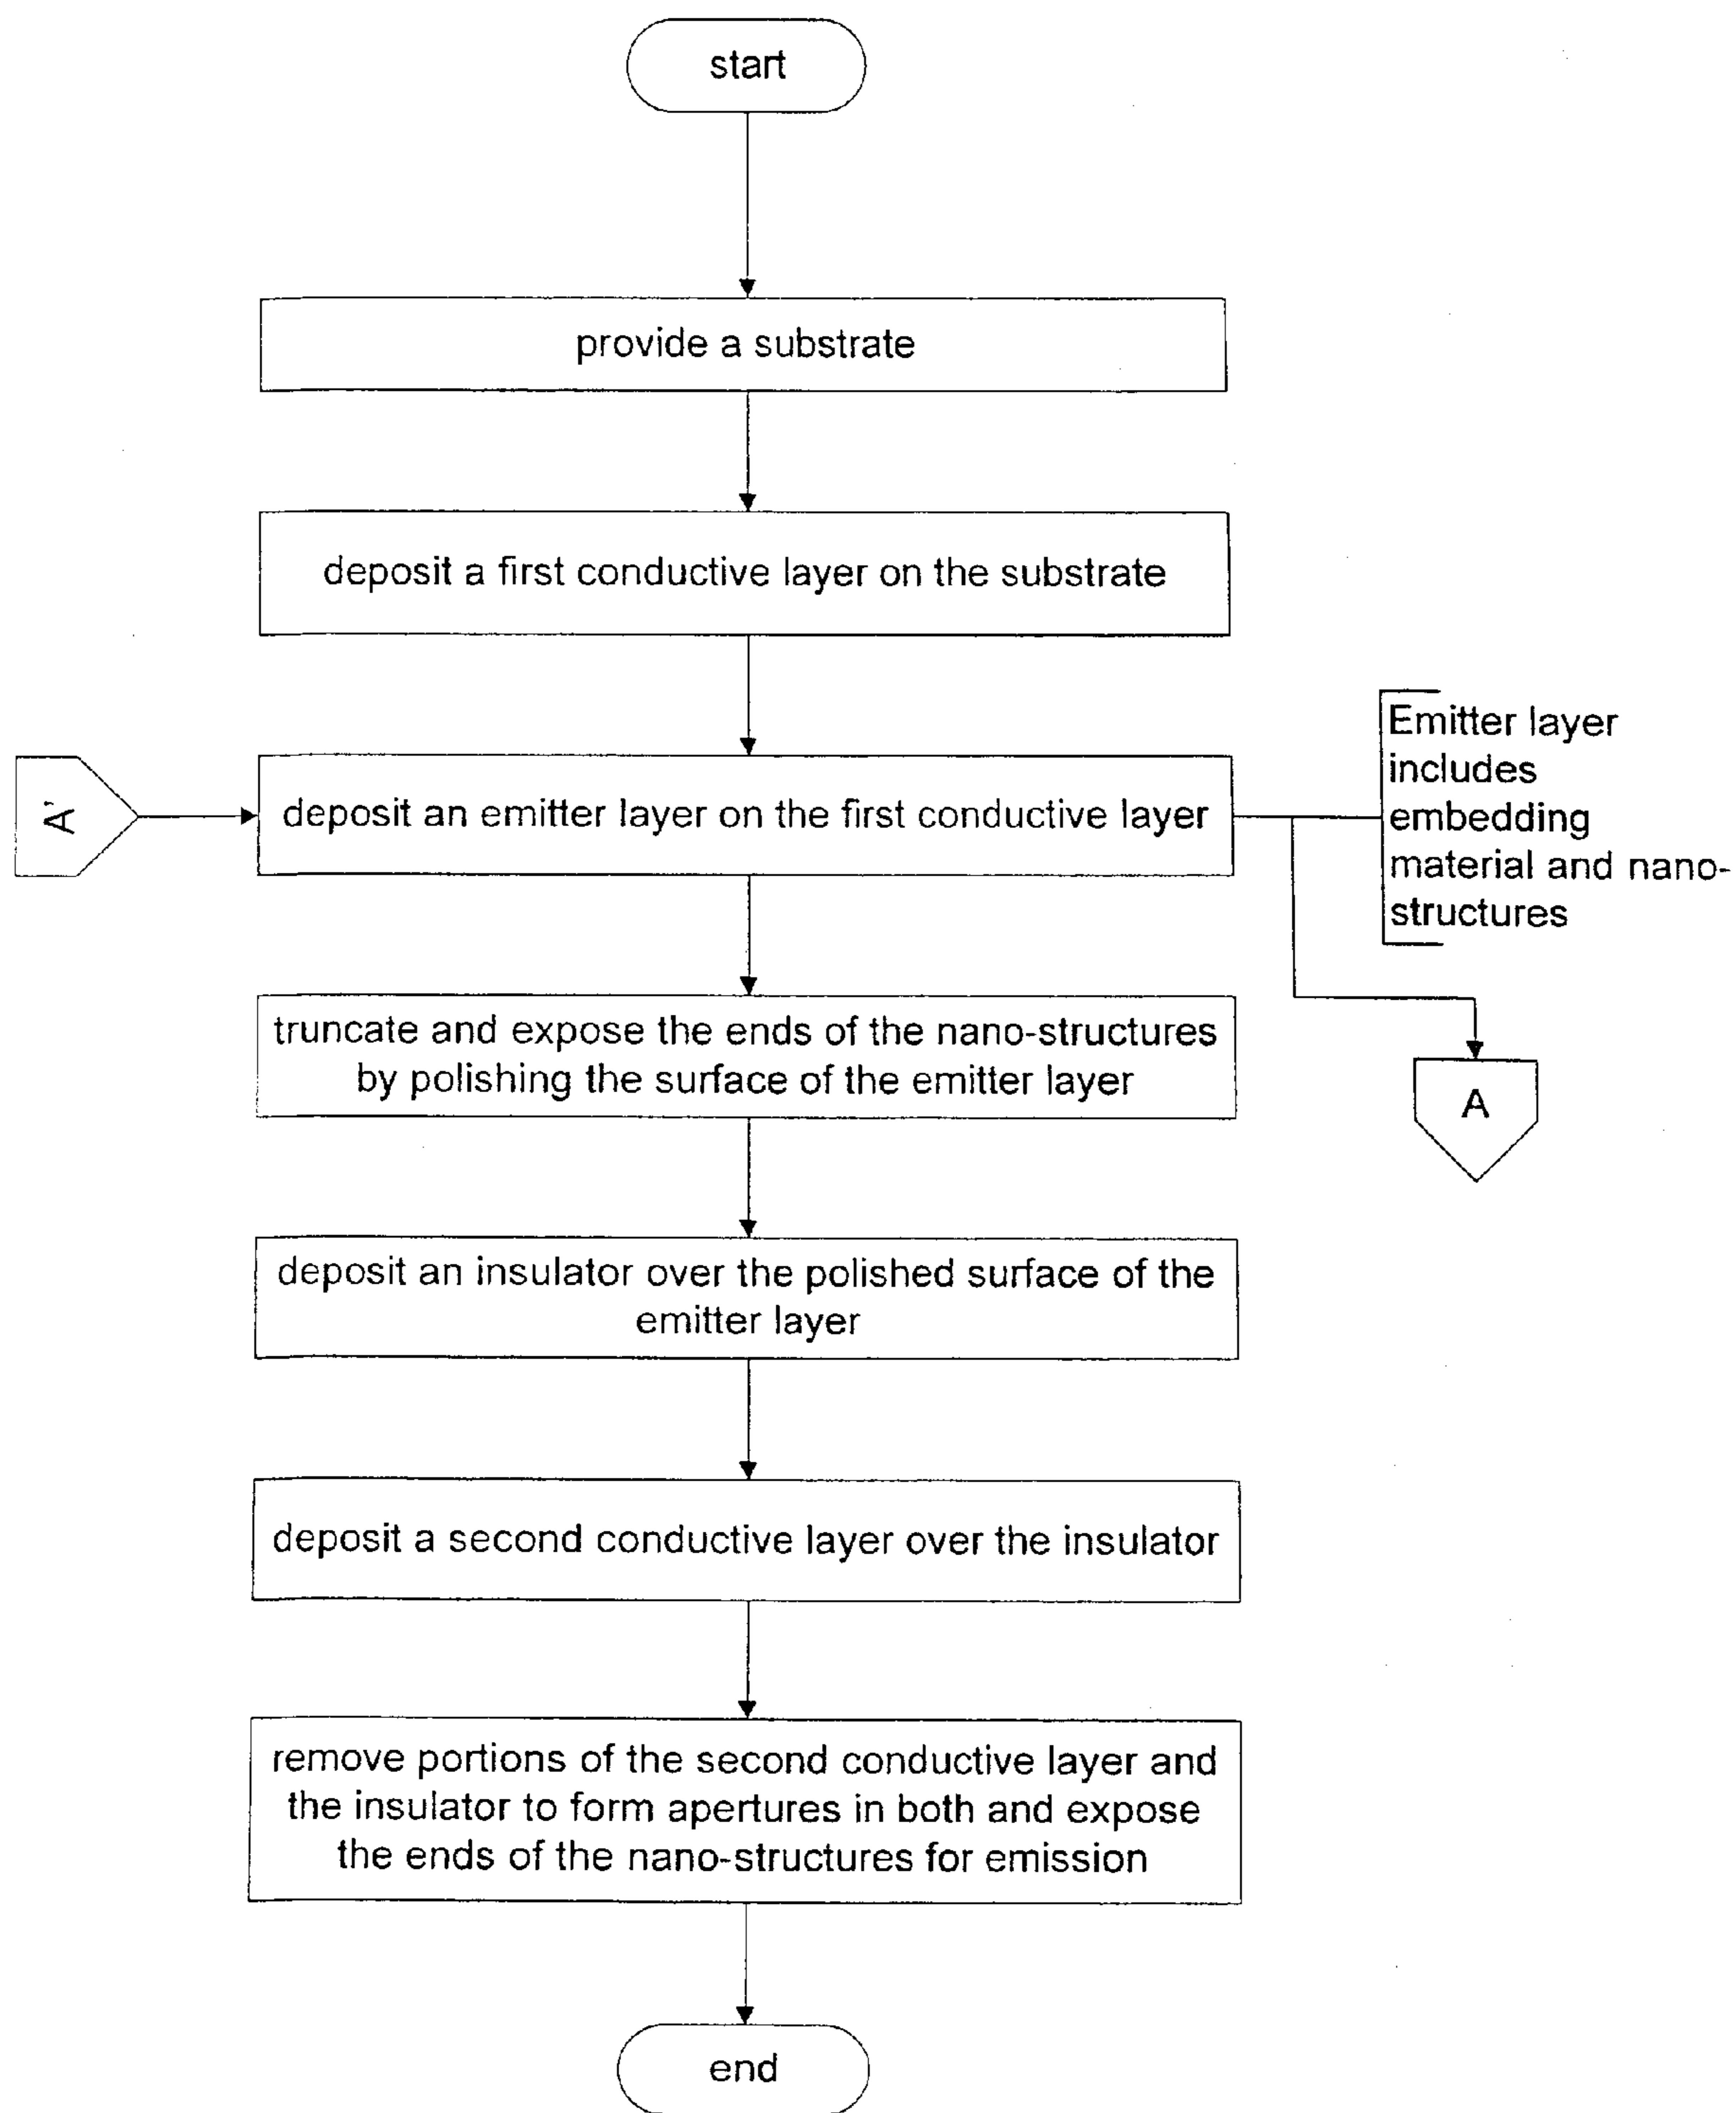 start
provide a substrate
deposit a first conductive layer on the substrate
A'
deposit an emitter layer on the first conductive layer
Emitter layer
includes
embedding
material and nano-
structures
truncate and expose the ends of the nano-structures
by polishing the surface of the emitter layer
A
deposit an insulator over the polished surface of the
emitter layer
deposit a second conductive layer over the insulator
remove portions of the second conductive layer and
the insulator to form apertures in both and expose
the ends of the nano-structures for emission
end